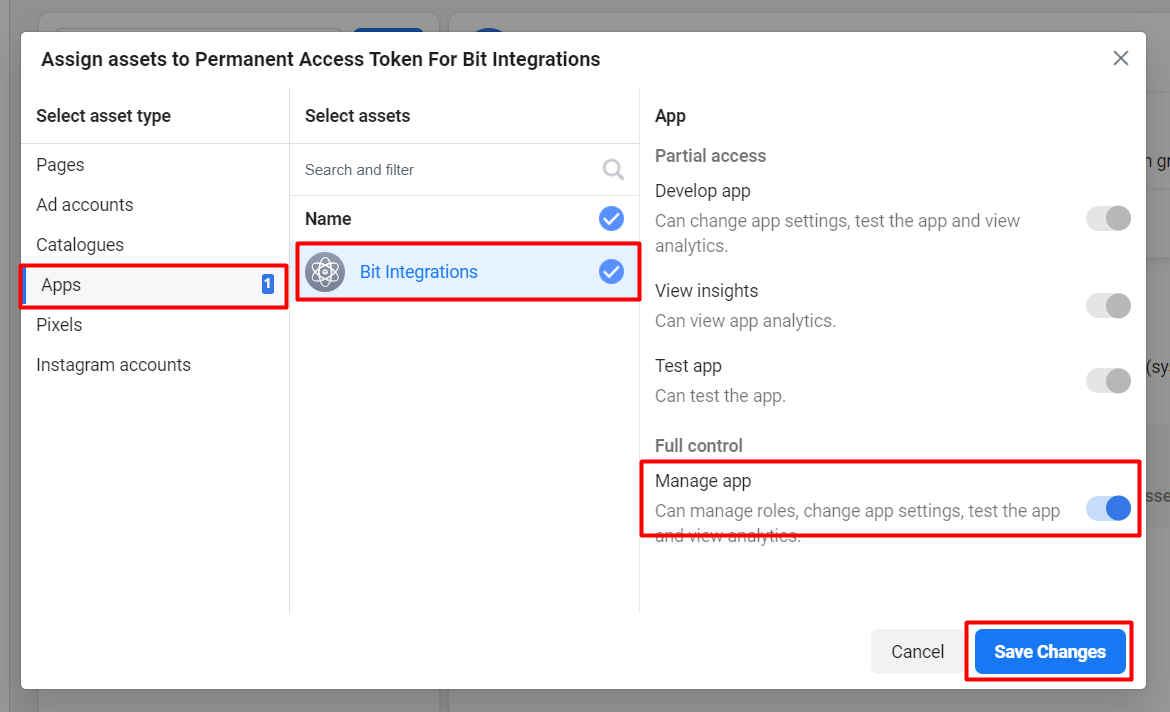 Assign assets to Permanent Access Token For Bit Integrations
Select asset type
Pages
Ad accounts
Catalogues
Apps
1
Pixels
Instagram accounts
Select assets
Search and filter
Name
Bit Integrations
App
Partial access
Develop app
Can change app settings, test the app and view
analytics.
View insights
Can view app analytics.
Test app
Can test the app.
Full control
Manage app
Can manage roles, change app settings, test the app
and view analytics.
Cancel
Save Changes